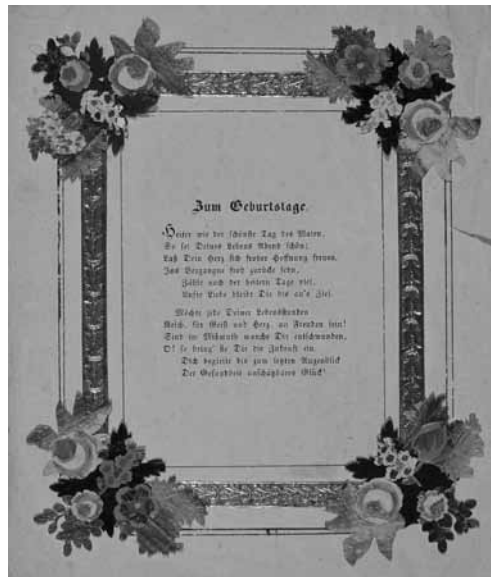 Zum Geburtstage.
Heiter wie der schönste Tag des Maien,
So sei Deines Lebens Abend schön;
Laß Dein Herz sich froher Hoffnung freuen,
Ins Vergangne froh zurücke sehn,
Zähle noch der heitern Tage viel,
Unsre Liebe bleibt Dir bis an's Ziel.
Möchte jede Deiner Lebensstunden
Reich, für Geist und Herz, an Freuden sein!
Sind in Mißmuth manche Dir entschwunden,
O! so bring' sie Dir die Zukunft ein.
Dich begleite bis zum letzten Augenblick
Der Gesundheit unschätzbares Glück!